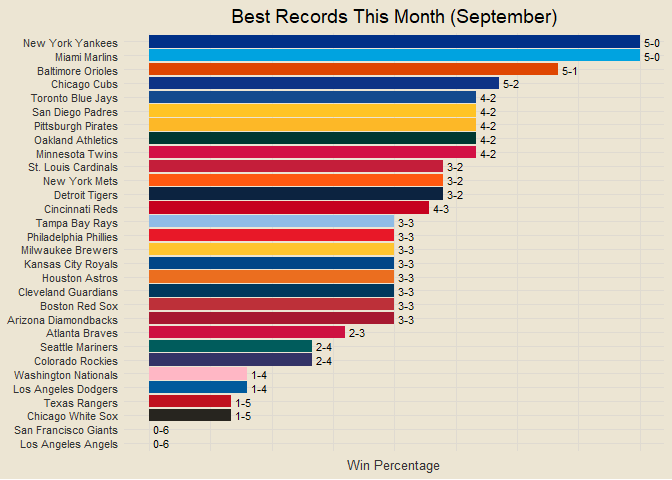 Best Records This Month (September)
New York Yankees 5-0
Miami Marlins 5-0
Baltimore Orioles 5-1
Chicago Cubs 5-2
Toronto Blue Jays 4-2
San Diego Padres 4-2
Pittsburgh Pirates 4-2
Oakland Athletics 4-2
Minnesota Twins 4-2
St. Louis Cardinals 3-2
New York Mets 3-2
Detroit Tigers 3-2
Cincinnati Reds 4-3
Tampa Bay Rays 3-3
Philadelphia Phillies 3-3
Milwaukee Brewers 3-3
Kansas City Royals 3-3
Houston Astros 3-3
Cleveland Guardians 3-3
Boston Red Sox 3-3
Arizona Diamondbacks 3-3
Atlanta Braves 2-3
Seattle Mariners 2-4
Colorado Rockies 2-4
Washington Nationals 1-4
Los Angeles Dodgers 1-4
Texas Rangers 1-5
Chicago White Sox 1-5
San Francisco Giants 0-6
Los Angeles Angels 0-6
Win Percentage